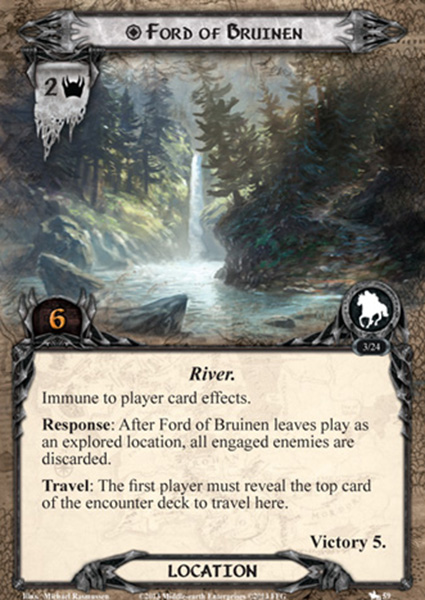 Ford of Bruinen
2
6
3/24
River.
Immune to player card effects.
Response: After Ford of Bruinen leaves play as
an explored location, all engaged enemies are
discarded.
Travel: The first player must reveal the top card
of the encounter deck to travel here.
Victory 5.
LOCATION
Illus. Michael Rasmussen
Middle-earth Enterprises ©2013 FFG
59